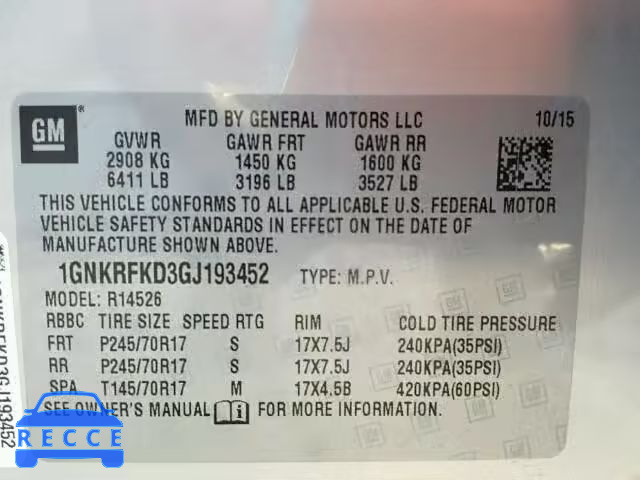 GM ®
MFD BY GENERAL MOTORS LLC 10/15
GVWR GAWR FRT GAWR RR
2908 KG 1450 KG 1600 KG
6411 LB 3196 LB 3527 LB
THIS VEHICLE CONFORMS TO ALL APPLICABLE U.S. FEDERAL MOTOR
VEHICLE SAFETY STANDARDS IN EFFECT ON THE DATE OF
MANUFACTURE SHOWN ABOVE.
1GNKRFKD3GJ193452 TYPE: M.P.V.
MODEL: R14526
RBBC TIRE SIZE SPEED RTG RIM COLD TIRE PRESSURE
FRT P245/70R17 S 17X7.5J 240KPA(35PSI)
RR P245/70R17 S 17X7.5J 240KPA(35PSI)
SPA T145/70R17 M 17X4.5B 420KPA(60PSI)
SEE OWNER'S MANUAL FOR MORE INFORMATION.
1GNKRFKD3GJ193452
RECCE